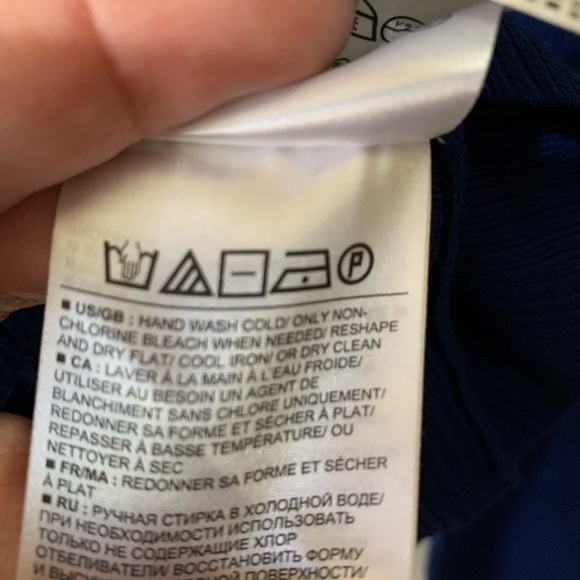 P
■ US/GB : HAND WASH COLD/ ONLY NON-
CHLORINE BLEACH WHEN NEEDED/ RESHAPE
AND DRY FLAT/ COOL IRON/ OR DRY CLEAN
■ CA : LAVER À LA MAIN À L'EAU FROIDE/
UTILISER AU BESOIN UN AGENT DE
BLANCHIMENT SANS CHLORE UNIQUEMENT/
REDONNER SA FORME ET SÉCHER À PLAT/
REPASSER À BASSE TEMPÉRATURE/ OU
NETTOYER À SEC
■ FR/MA : REDONNER SA FORME ET SÉCHER
À PLAT
■ RU : РУЧНАЯ СТИРКА В ХОЛОДНОЙ ВОДЕ/
ПРИ НЕОБХОДИМОСТИ ИСПОЛЬЗОВАТЬ
ТОЛЬКО НЕ СОДЕРЖАЩИЕ ХЛОР
ОТБЕЛИВАТЕЛИ/ ВОССТАНОВИТЬ ФОРМУ
ПОВЕРХНОСТИ/